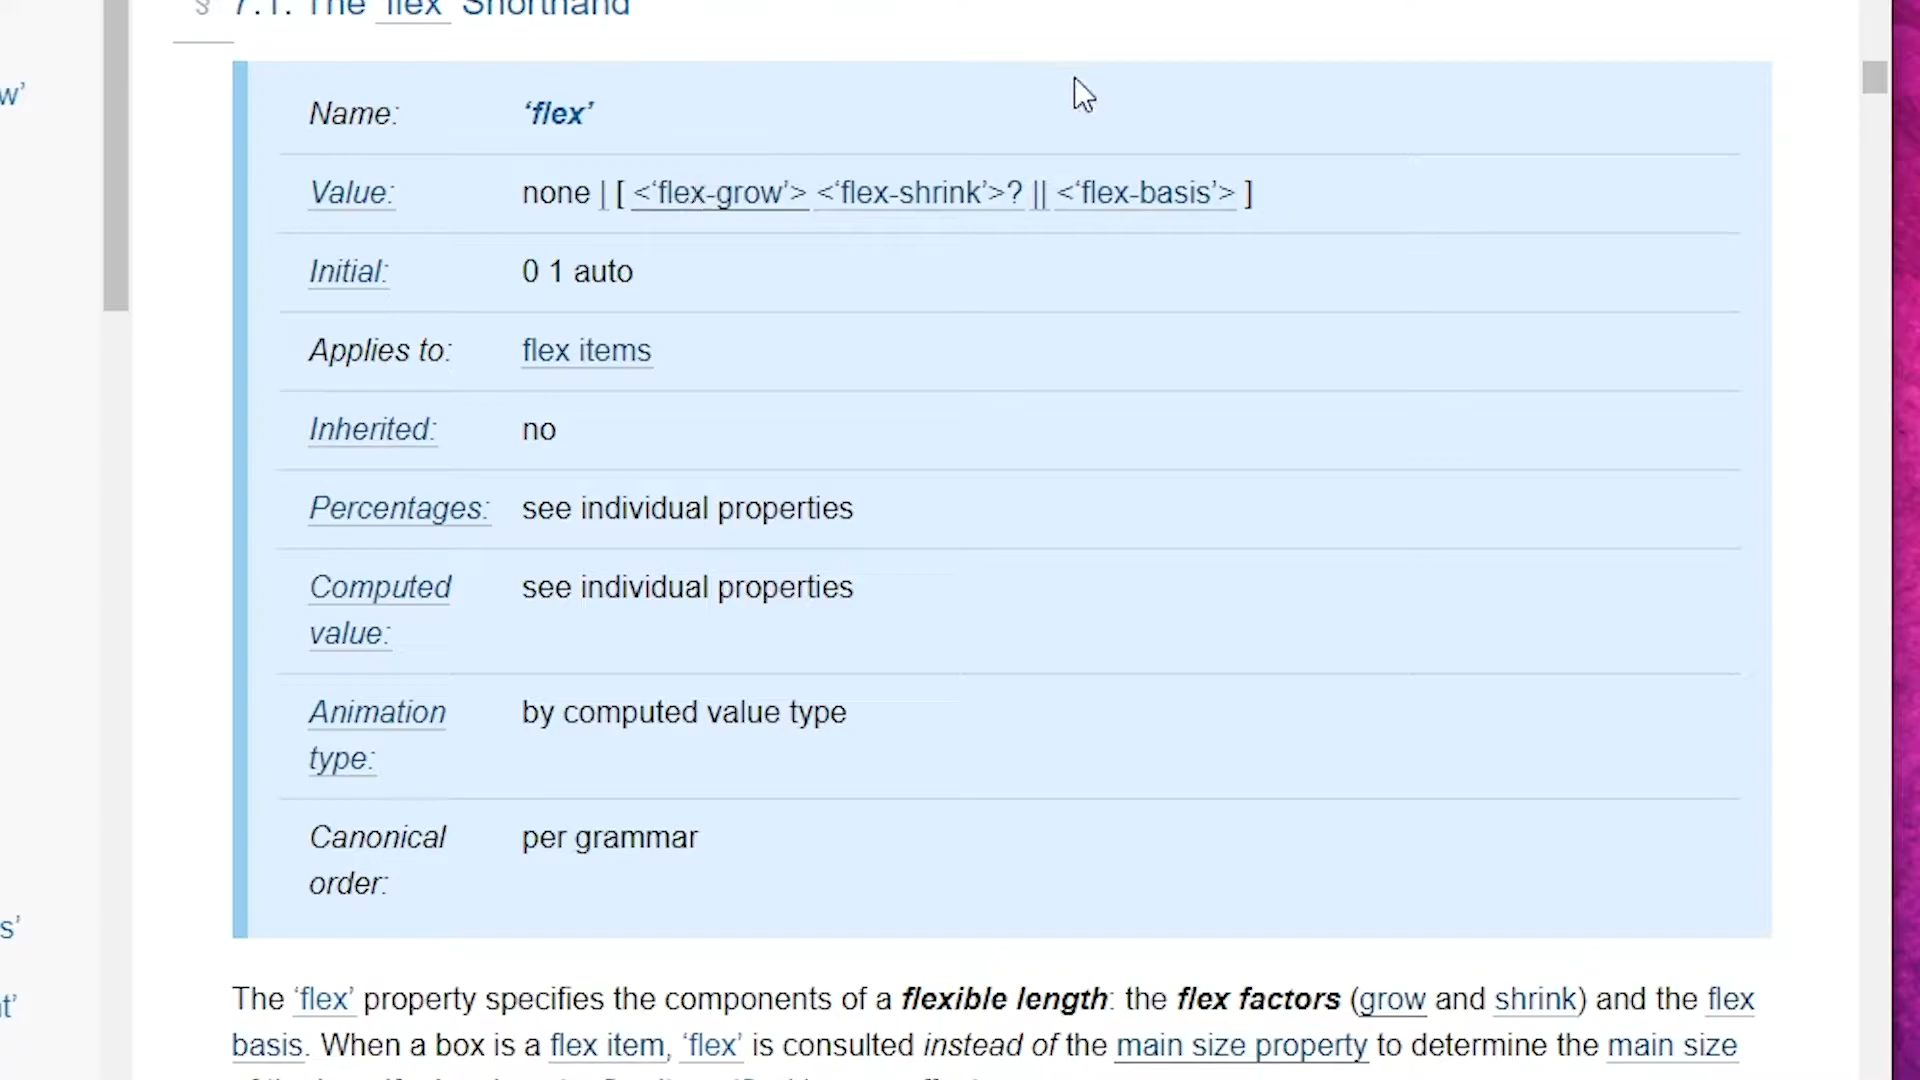 § 7.1. The ‘flex’ Shorthand
w’
Name: ‘flex’
Value: none | [ <‘flex-grow’> <‘flex-shrink’>? || <‘flex-basis’> ]
Initial: 0 1 auto
Applies to: flex items
Inherited: no
Percentages: see individual properties
Computed value: see individual properties
Animation type: by computed value type
Canonical order: per grammar
s’
t’
The ‘flex’ property specifies the components of a flexible length: the flex factors (grow and shrink) and the flex
basis. When a box is a flex item, ‘flex’ is consulted instead of the main size property to determine the main size